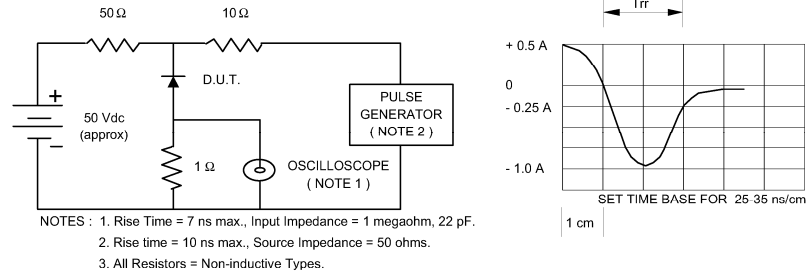 50 Ω
10 Ω
D.U.T.
+
50 Vdc
(approx)
−
1 Ω
OSCILLOSCOPE
( NOTE 1 )
PULSE
GENERATOR
( NOTE 2 )
NOTES : 1. Rise Time = 7 ns max., Input Impedance = 1 megaohm, 22 pF.
2. Rise time = 10 ns max., Source Impedance = 50 ohms.
3. All Resistors = Non-inductive Types.
Trr
+ 0.5 A
0
- 0.25 A
- 1.0 A
SET TIME BASE FOR 25-35 ns/cm
1 cm